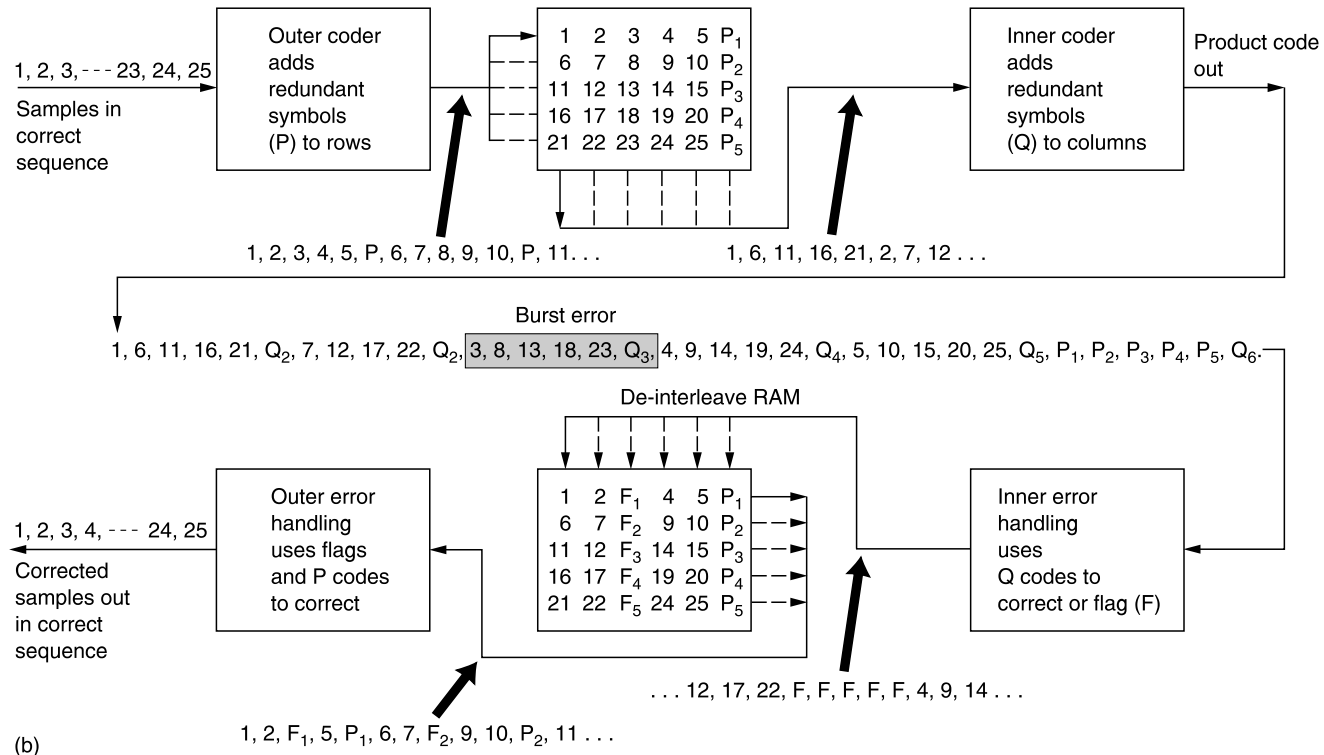 1, 2, 3, --- 23, 24, 25
Samples in
correct
sequence
Outer coder
adds
redundant
symbols
(P) to rows
1 2 3 4 5 P1
6 7 8 9 10 P2
11 12 13 14 15 P3
16 17 18 19 20 P4
21 22 23 24 25 P5
Inner coder
adds
redundant
symbols
(Q) to columns
Product code
out
1, 2, 3, 4, 5, P, 6, 7, 8, 9, 10, P, 11. . .
1, 6, 11, 16, 21, 2, 7, 12 . . .
Burst error
1, 6, 11, 16, 21, Q2, 7, 12, 17, 22, Q2, 3, 8, 13, 18, 23, Q3, 4, 9, 14, 19, 24, Q4, 5, 10, 15, 20, 25, Q5, P1, P2, P3, P4, P5, Q6.
De-interleave RAM
1, 2, 3, 4, --- 24, 25
Corrected
samples out
in correct
sequence
Outer error
handling
uses flags
and P codes
to correct
1 2 F1 4 5 P1
6 7 F2 9 10 P2
11 12 F3 14 15 P3
16 17 F4 19 20 P4
21 22 F5 24 25 P5
Inner error
handling
uses
Q codes to
correct or flag (F)
. . . 12, 17, 22, F, F, F, F, F, 4, 9, 14 . . .
1, 2, F1, 5, P1, 6, 7, F2, 9, 10, P2, 11 . . .
(b)